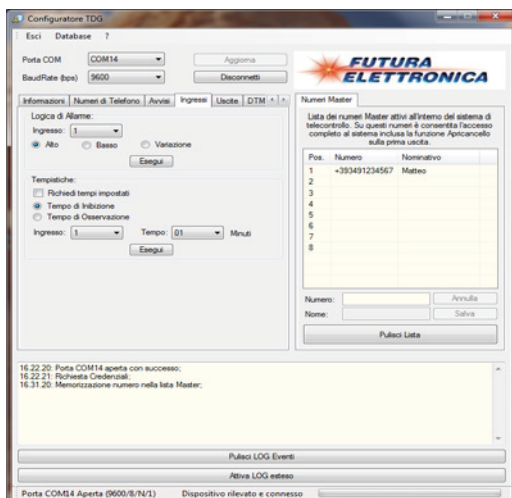 Configuratore TDG
Esci Database ?
Porta COM COM14 Aggiorna
BaudRate (bps) 9600 Disconnetti
FUTURA
ELETTRONICA
Informazioni Numeri di Telefono Avvisi Ingressi Uscite DTM
Logica di Allarme:
Ingresso: 1
Alto Basso Variazione
Esegui
Tempistiche:
Richiedi tempi impostati
Tempo di Inibizione
Tempo di Osservazione
Ingresso: 1 Tempo: 01 Minuti
Esegui
Numeri Master
Lista dei numeri Master attivi all'interno del sistema di
telecontrollo. Su questi numeri è consentita l'accesso
completo al sistema inclusa la funzione Apricancello
sulla prima uscita.
Pos. Numero Nominativo
1 +393491234567 Matteo
2
3
4
5
6
7
8
Numero: Annulla
Nome: Salva
Pulisci Lista
16.22.20: Porta COM14 aperta con successo;
16.22.21: Richiesta Credenziali;
16.31.20: Memorizzazione numero nella lista Master;
Pulisci LOG Eventi
Attiva LOG esteso
Porta COM14 Aperta (9600/8/N/1) Dispositivo rilevato e connesso